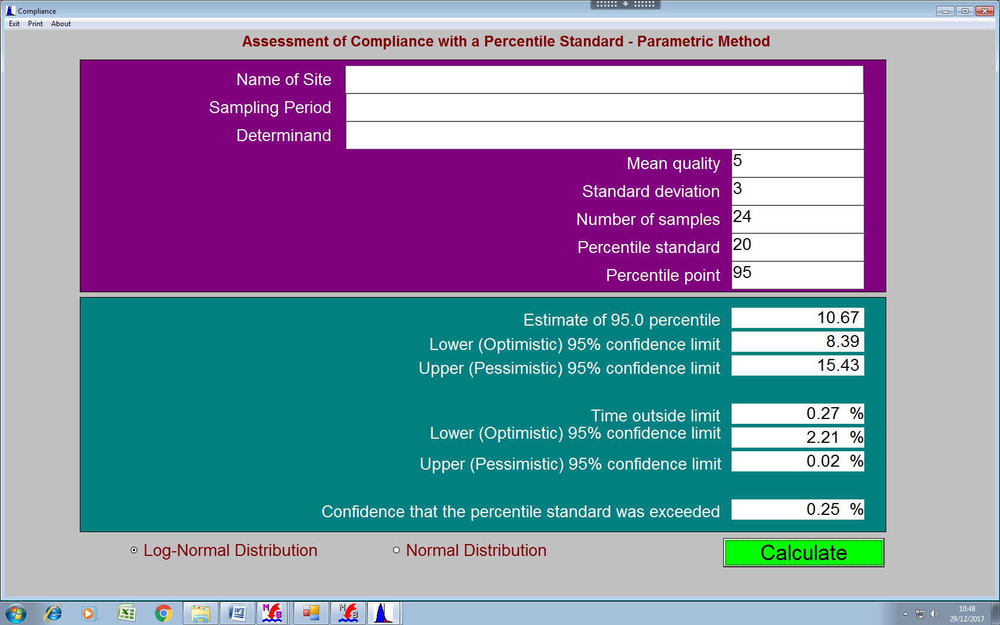 Compliance
Exit Print About
Assessment of Compliance with a Percentile Standard - Parametric Method
Name of Site
Sampling Period
Determinand
Mean quality 5
Standard deviation 3
Number of samples 24
Percentile standard 20
Percentile point 95
Estimate of 95.0 percentile 10.67
Lower (Optimistic) 95% confidence limit 8.39
Upper (Pessimistic) 95% confidence limit 15.43
Time outside limit 0.27 %
Lower (Optimistic) 95% confidence limit 2.21 %
Upper (Pessimistic) 95% confidence limit 0.02 %
Confidence that the percentile standard was exceeded 0.25 %
Log-Normal Distribution Normal Distribution Calculate
M B M B
10:48
29/12/2017